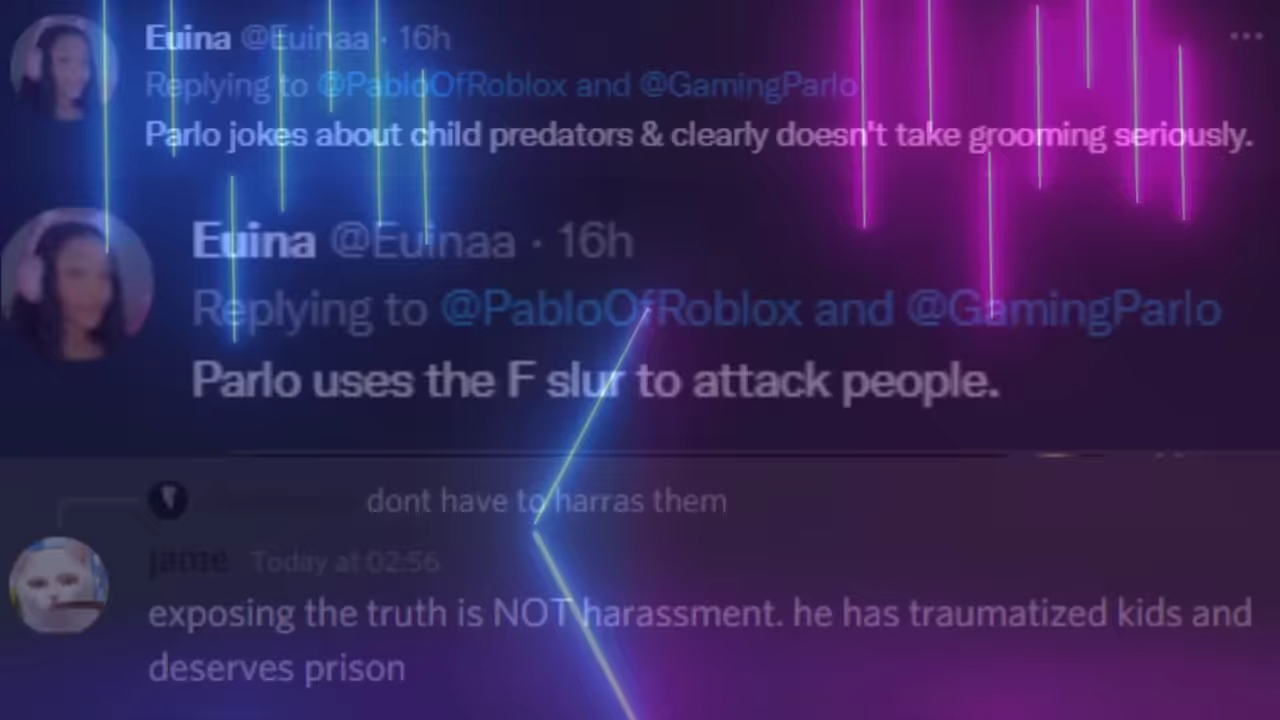 Euina @Euinaa · 16h
Replying to @PabloOfRoblox and @GamingParlo
Parlo jokes about child predators & clearly doesn't take grooming seriously.
Euina @Euinaa · 16h
Replying to @PabloOfRoblox and @GamingParlo
Parlo uses the F slur to attack people.
dont have to harras them
jame Today at 02:56
exposing the truth is NOT harassment. he has traumatized kids and
deserves prison